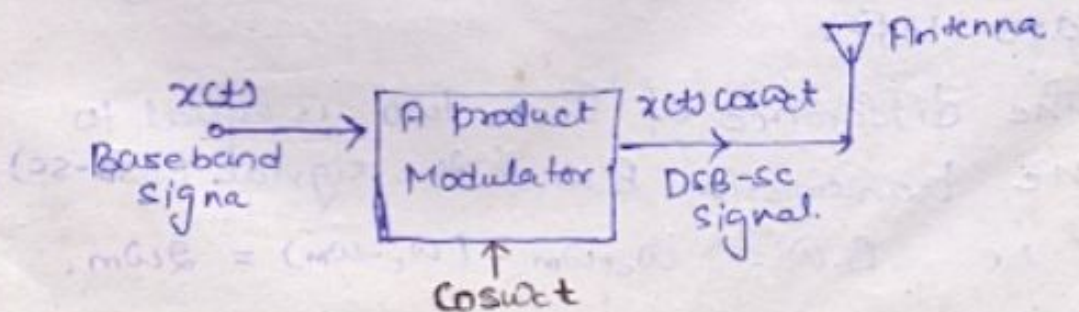 Antenna
x(t)
Baseband
signa
A product
Modulator
x(t) cosωct
DSB-SC
signal.
Cosωct